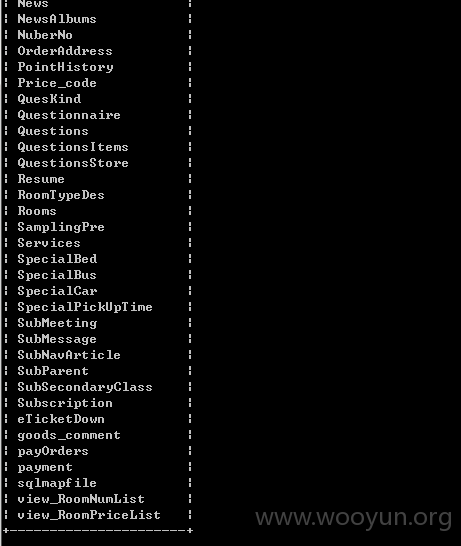 ¦ News ¦
¦ NewsAlbums ¦
¦ NuberNo ¦
¦ OrderAddress ¦
¦ PointHistory ¦
¦ Price_code ¦
¦ QuesKind ¦
¦ Questionnaire ¦
¦ Questions ¦
¦ QuestionsItems ¦
¦ QuestionsStore ¦
¦ Resume ¦
¦ RoomTypeDes ¦
¦ Rooms ¦
¦ SamplingPre ¦
¦ Services ¦
¦ SpecialBed ¦
¦ SpecialBus ¦
¦ SpecialCar ¦
¦ SpecialPickUpTime ¦
¦ SubMeeting ¦
¦ SubMessage ¦
¦ SubNavArticle ¦
¦ SubParent ¦
¦ SubSecondaryClass ¦
¦ Subscription ¦
¦ eTicketDown ¦
¦ goods_comment ¦
¦ payOrders ¦
¦ payment ¦
¦ sqlmapfile ¦
¦ view_RoomNumList ¦
¦ view_RoomPriceList ¦
+----------------------+
www.wooyun.org